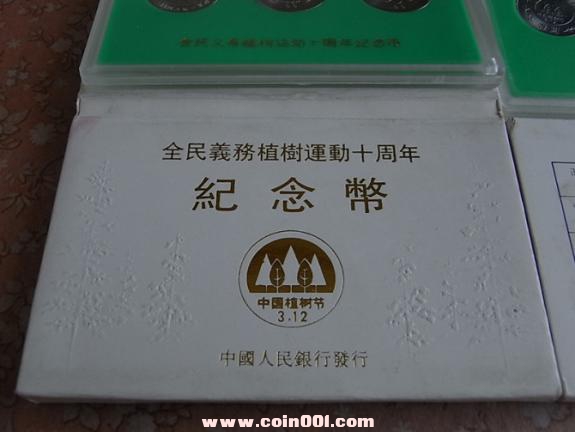 全民义务植树运动十周年纪念币
全民義務植樹運動十周年
紀念幣
中国植树节
3.12
中國人民銀行發行
www.coin001.com